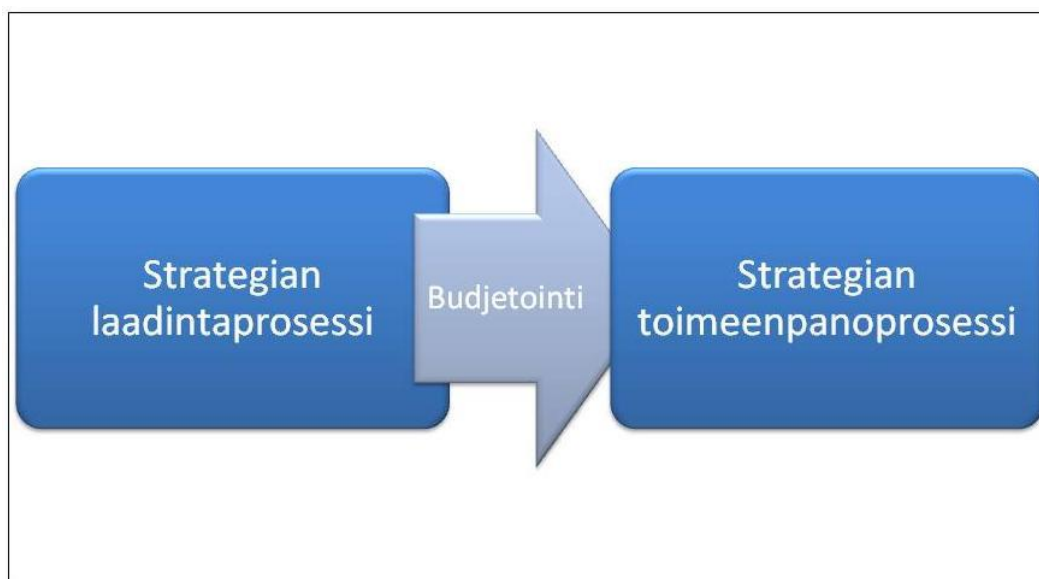 Strategian
laadintaprosessi
Budjetointi
Strategian
toimeenpanoprosessi